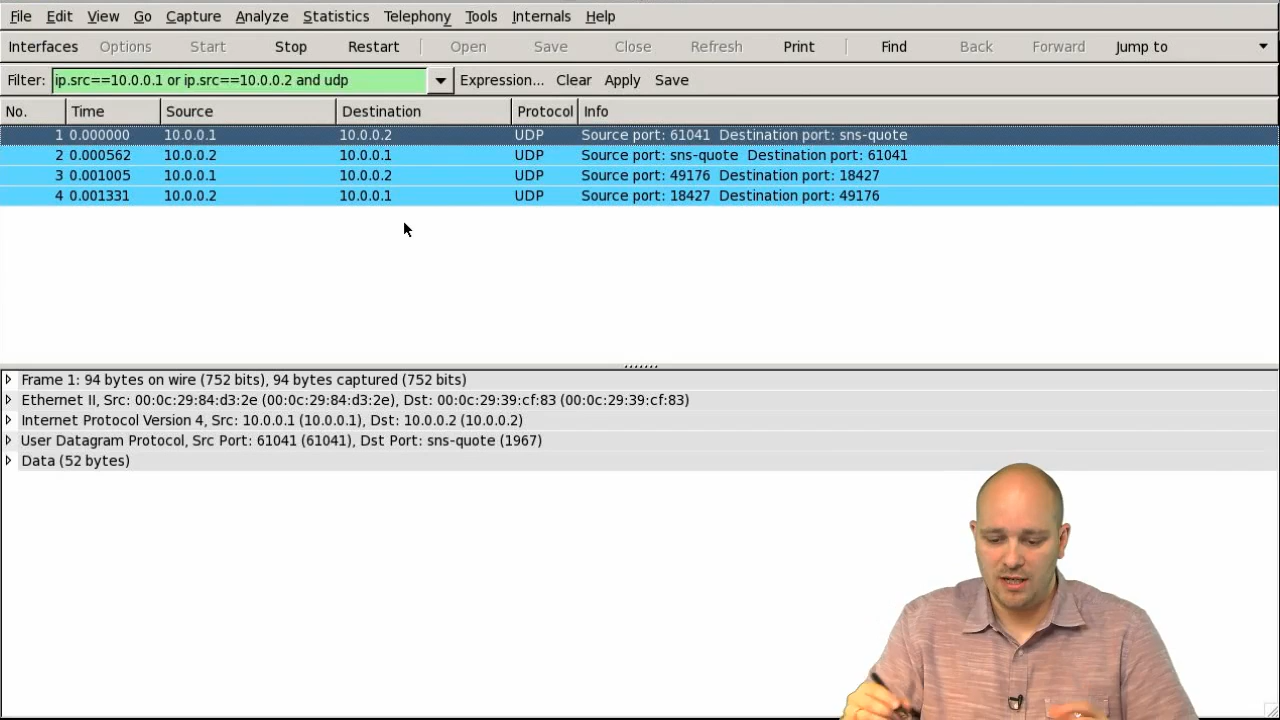 File Edit View Go Capture Analyze Statistics Telephony Tools Internals Help
Interfaces Options Start Stop Restart Open Save Close Refresh Print Find Back Forward Jump to
Filter: ip.src==10.0.0.1 or ip.src==10.0.0.2 and udp Expression... Clear Apply Save
No. Time Source Destination Protocol Info
1 0.000000 10.0.0.1 10.0.0.2 UDP Source port: 61041 Destination port: sns-quote
2 0.000562 10.0.0.2 10.0.0.1 UDP Source port: sns-quote Destination port: 61041
3 0.001005 10.0.0.1 10.0.0.2 UDP Source port: 49176 Destination port: 18427
4 0.001331 10.0.0.2 10.0.0.1 UDP Source port: 18427 Destination port: 49176
Frame 1: 94 bytes on wire (752 bits), 94 bytes captured (752 bits)
Ethernet II, Src: 00:0c:29:84:d3:2e (00:0c:29:84:d3:2e), Dst: 00:0c:29:39:cf:83 (00:0c:29:39:cf:83)
Internet Protocol Version 4, Src: 10.0.0.1 (10.0.0.1), Dst: 10.0.0.2 (10.0.0.2)
User Datagram Protocol, Src Port: 61041 (61041), Dst Port: sns-quote (1967)
Data (52 bytes)